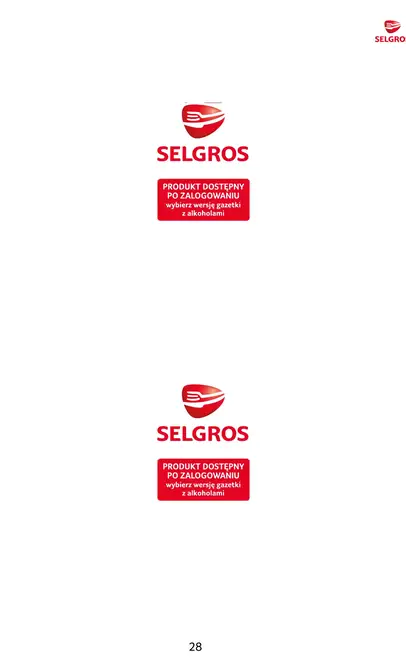 SELGROS
SELGROS
PRODUKT DOSTĘPNY
PO ZALOGOWANIU
wybierz wersję gazetki
z alkoholami
SELGROS
PRODUKT DOSTĘPNY
PO ZALOGOWANIU
wybierz wersję gazetki
z alkoholami
28